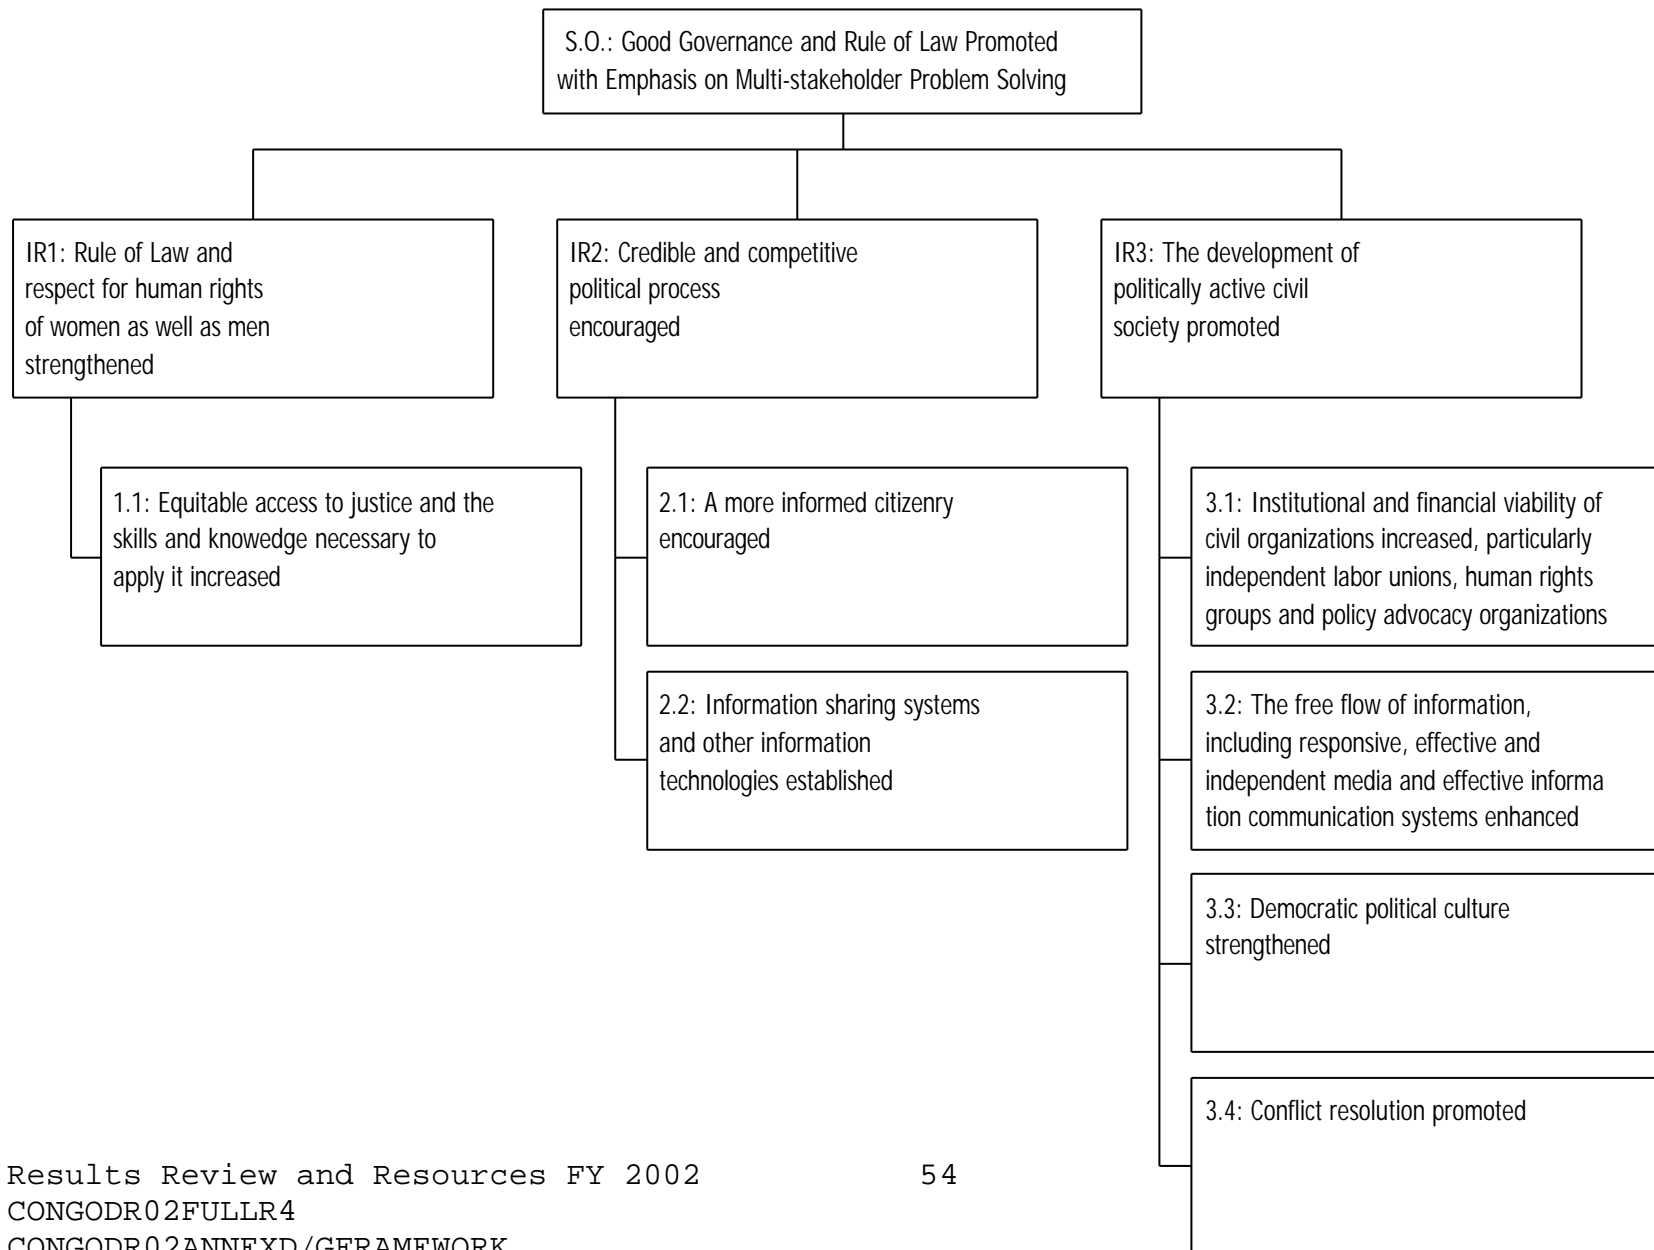 S.O.: Good Governance and Rule of Law Promoted
with Emphasis on Multi-stakeholder Problem Solving
IR1: Rule of Law and
respect for human rights
of women as well as men
strengthened
IR2: Credible and competitive
political process
encouraged
IR3: The development of
politically active civil
society promoted
1.1: Equitable access to justice and the
skills and knowedge necessary to
apply it increased
2.1: A more informed citizenry
encouraged
2.2: Information sharing systems
and other information
technologies established
3.1: Institutional and financial viability of
civil organizations increased, particularly
independent labor unions, human rights
groups and policy advocacy organizations
3.2: The free flow of information,
including responsive, effective and
independent media and effective informa
tion communication systems enhanced
3.3: Democratic political culture
strengthened
3.4: Conflict resolution promoted
Results Review and Resources FY 2002 54
CONGODR02FULLR4
CONGODR02ANNEXD/GFRAMEWORK